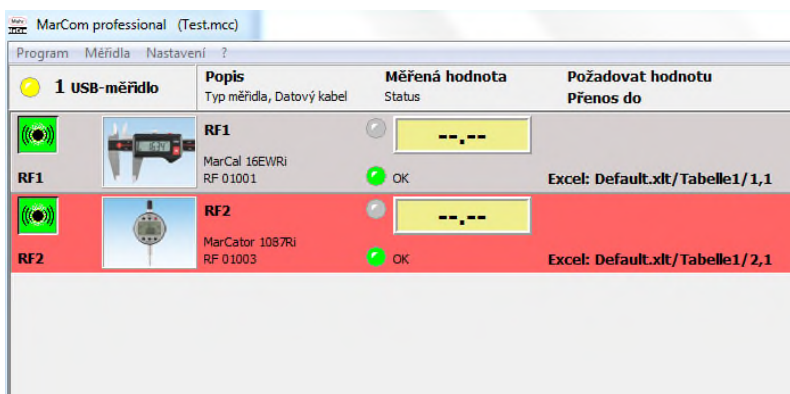 MarCom professional (Test.mcc)
Program Měřidla Nastavení ?
1 USB-měřidlo
Popis
Typ měřidla, Datový kabel
Měřená hodnota
Status
Požadovat hodnotu
Přenos do
RF1
RF1
MarCal 16EWRi
RF 01001
--.--
OK
Excel: Default.xlt/Tabelle1/1,1
RF2
RF2
MarCator 1087Ri
RF 01003
--.--
OK
Excel: Default.xlt/Tabelle1/2,1